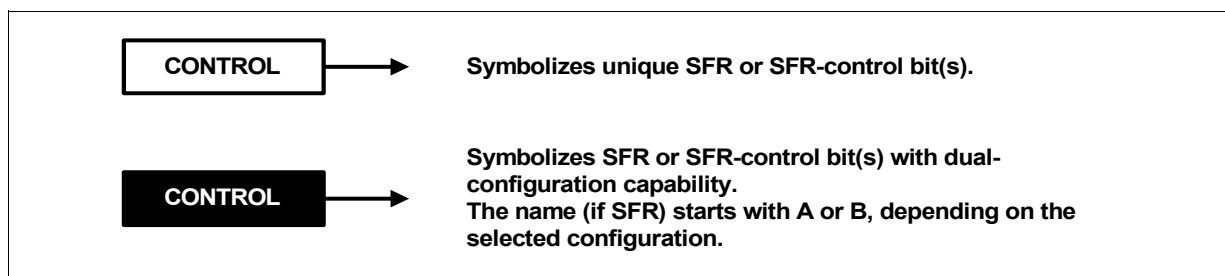 CONTROL
Symbolizes unique SFR or SFR-control bit(s).
CONTROL
Symbolizes SFR or SFR-control bit(s) with dual-
configuration capability.
The name (if SFR) starts with A or B, depending on the
selected configuration.